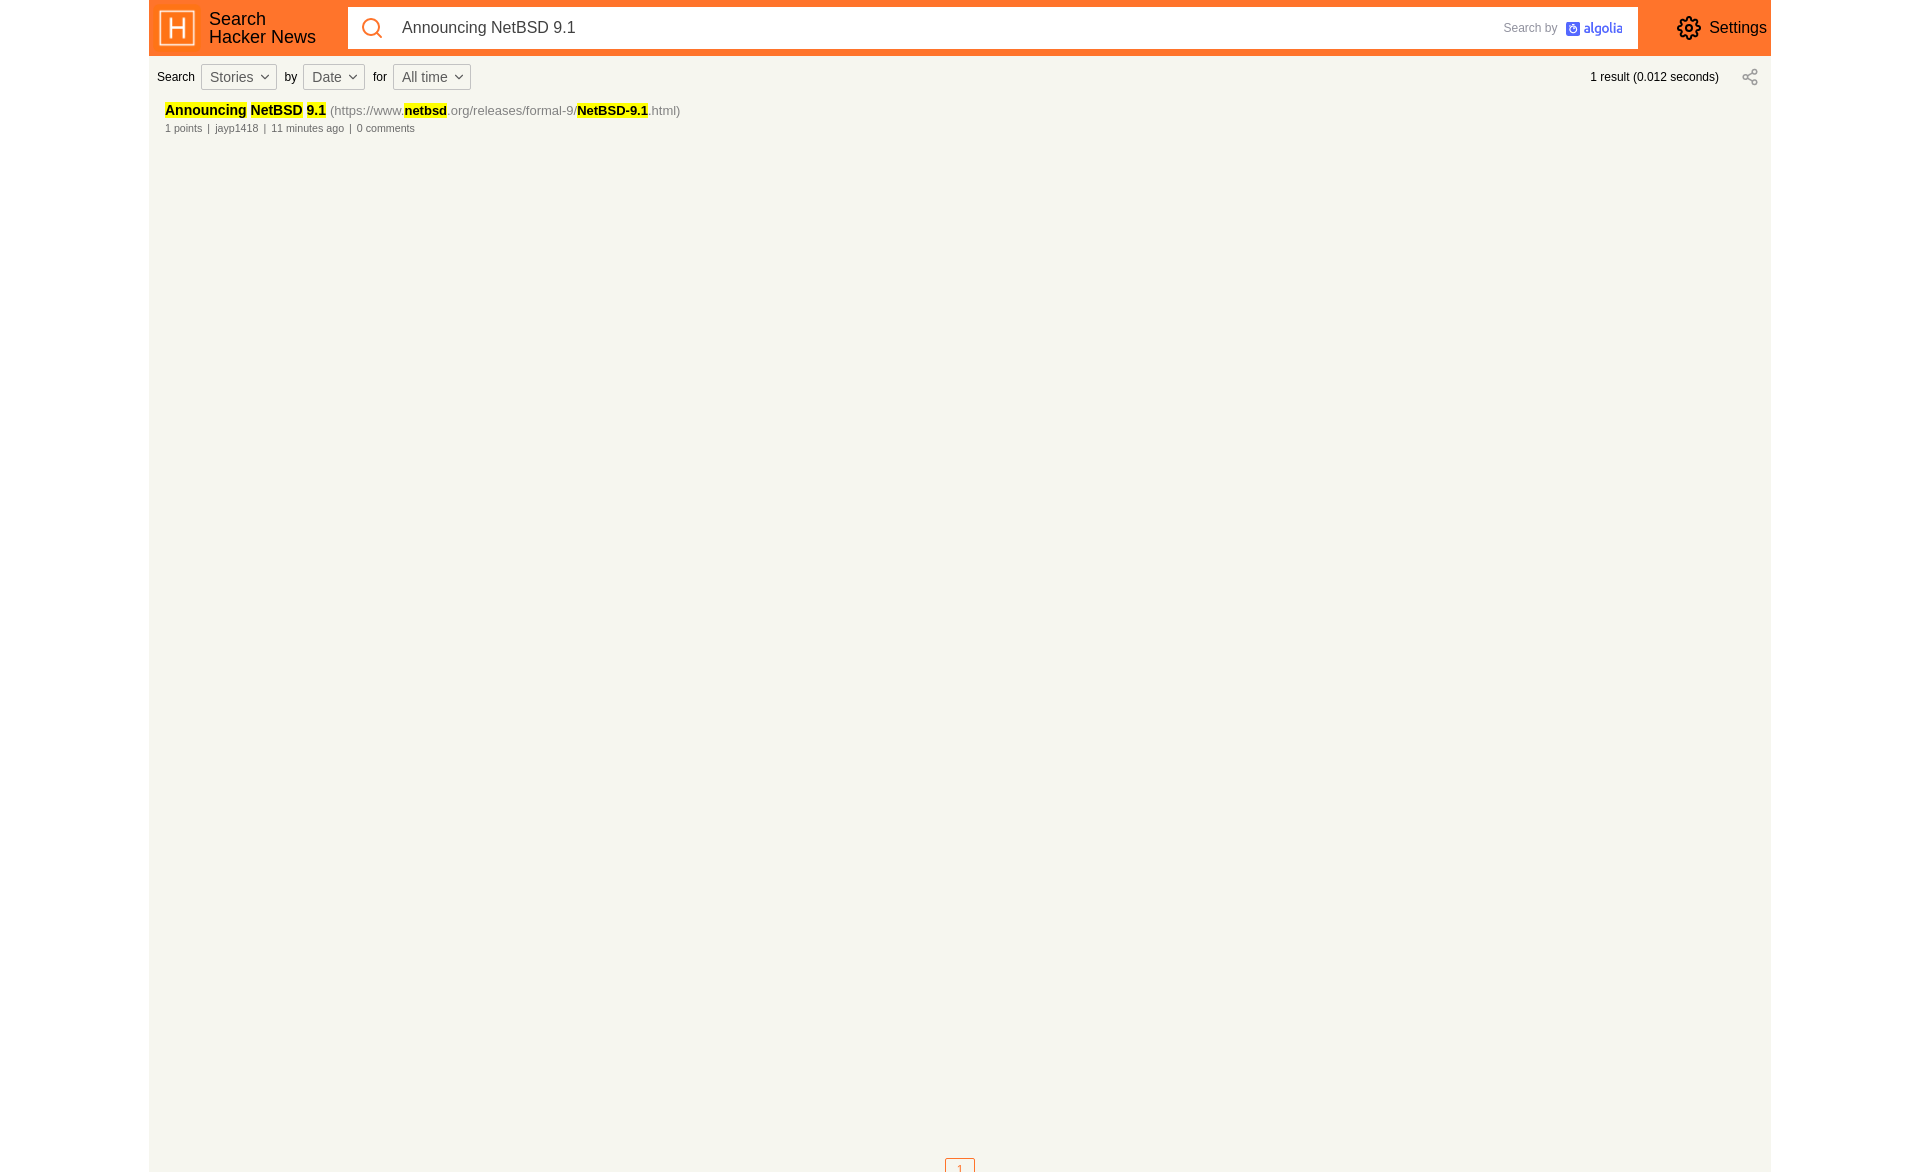 Search
Hacker News
Announcing NetBSD 9.1
Search by algolia
Settings
Search Stories by Date for All time
1 result (0.012 seconds)
Announcing NetBSD 9.1 (https://www.netbsd.org/releases/formal-9/NetBSD-9.1.html)
1 points | jayp1418 | 11 minutes ago | 0 comments
1